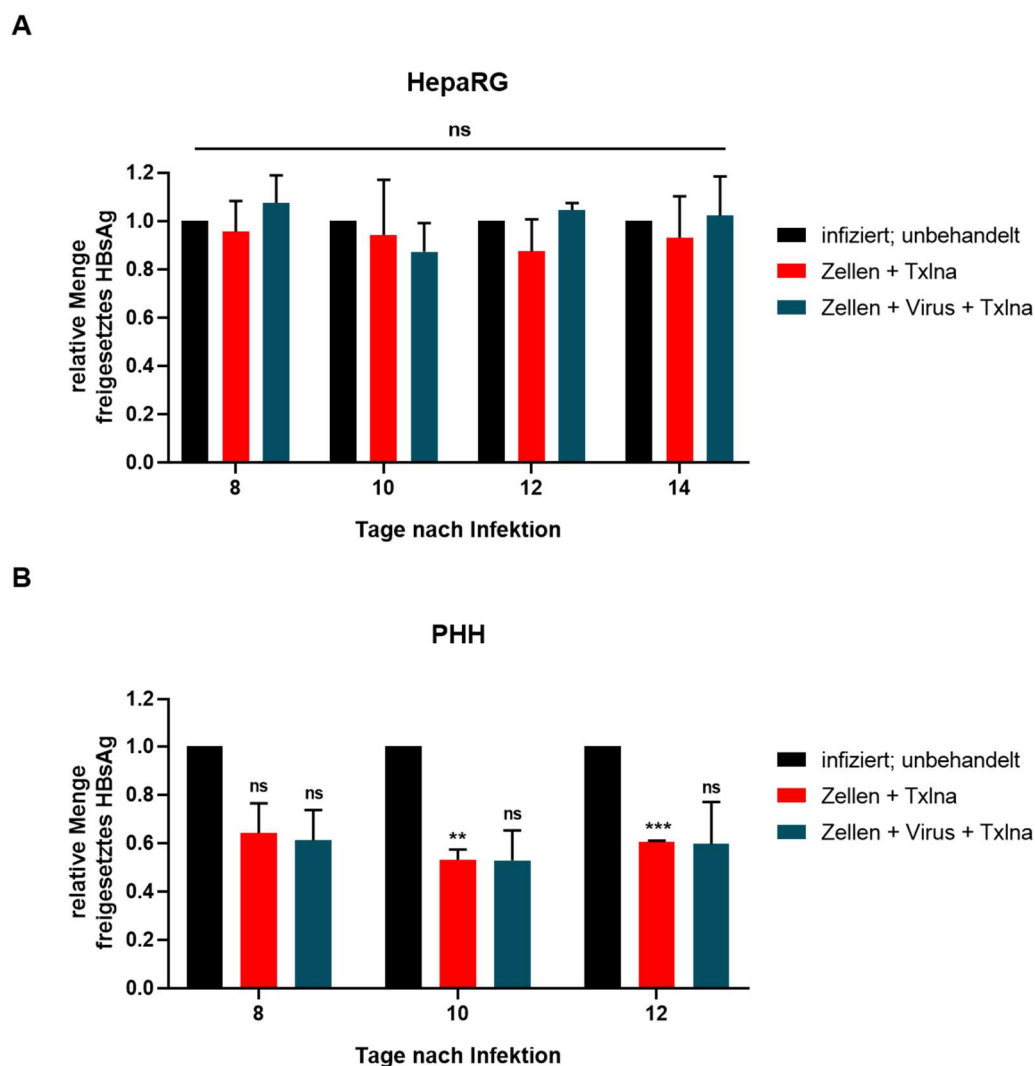 A
HepaRG
ns
relative Menge
freigesetztes HBsAg
1.2
1.0
0.8
0.6
0.4
0.2
0.0
8 10 12 14
Tage nach Infektion
infiziert; unbehandelt
Zellen + Txlna
Zellen + Virus + Txlna
B
PHH
relative Menge
freigesetztes HBsAg
1.2
1.0
0.8
0.6
0.4
0.2
0.0
ns ns
** ns
*** ns
8 10 12
Tage nach Infektion
infiziert; unbehandelt
Zellen + Txlna
Zellen + Virus + Txlna